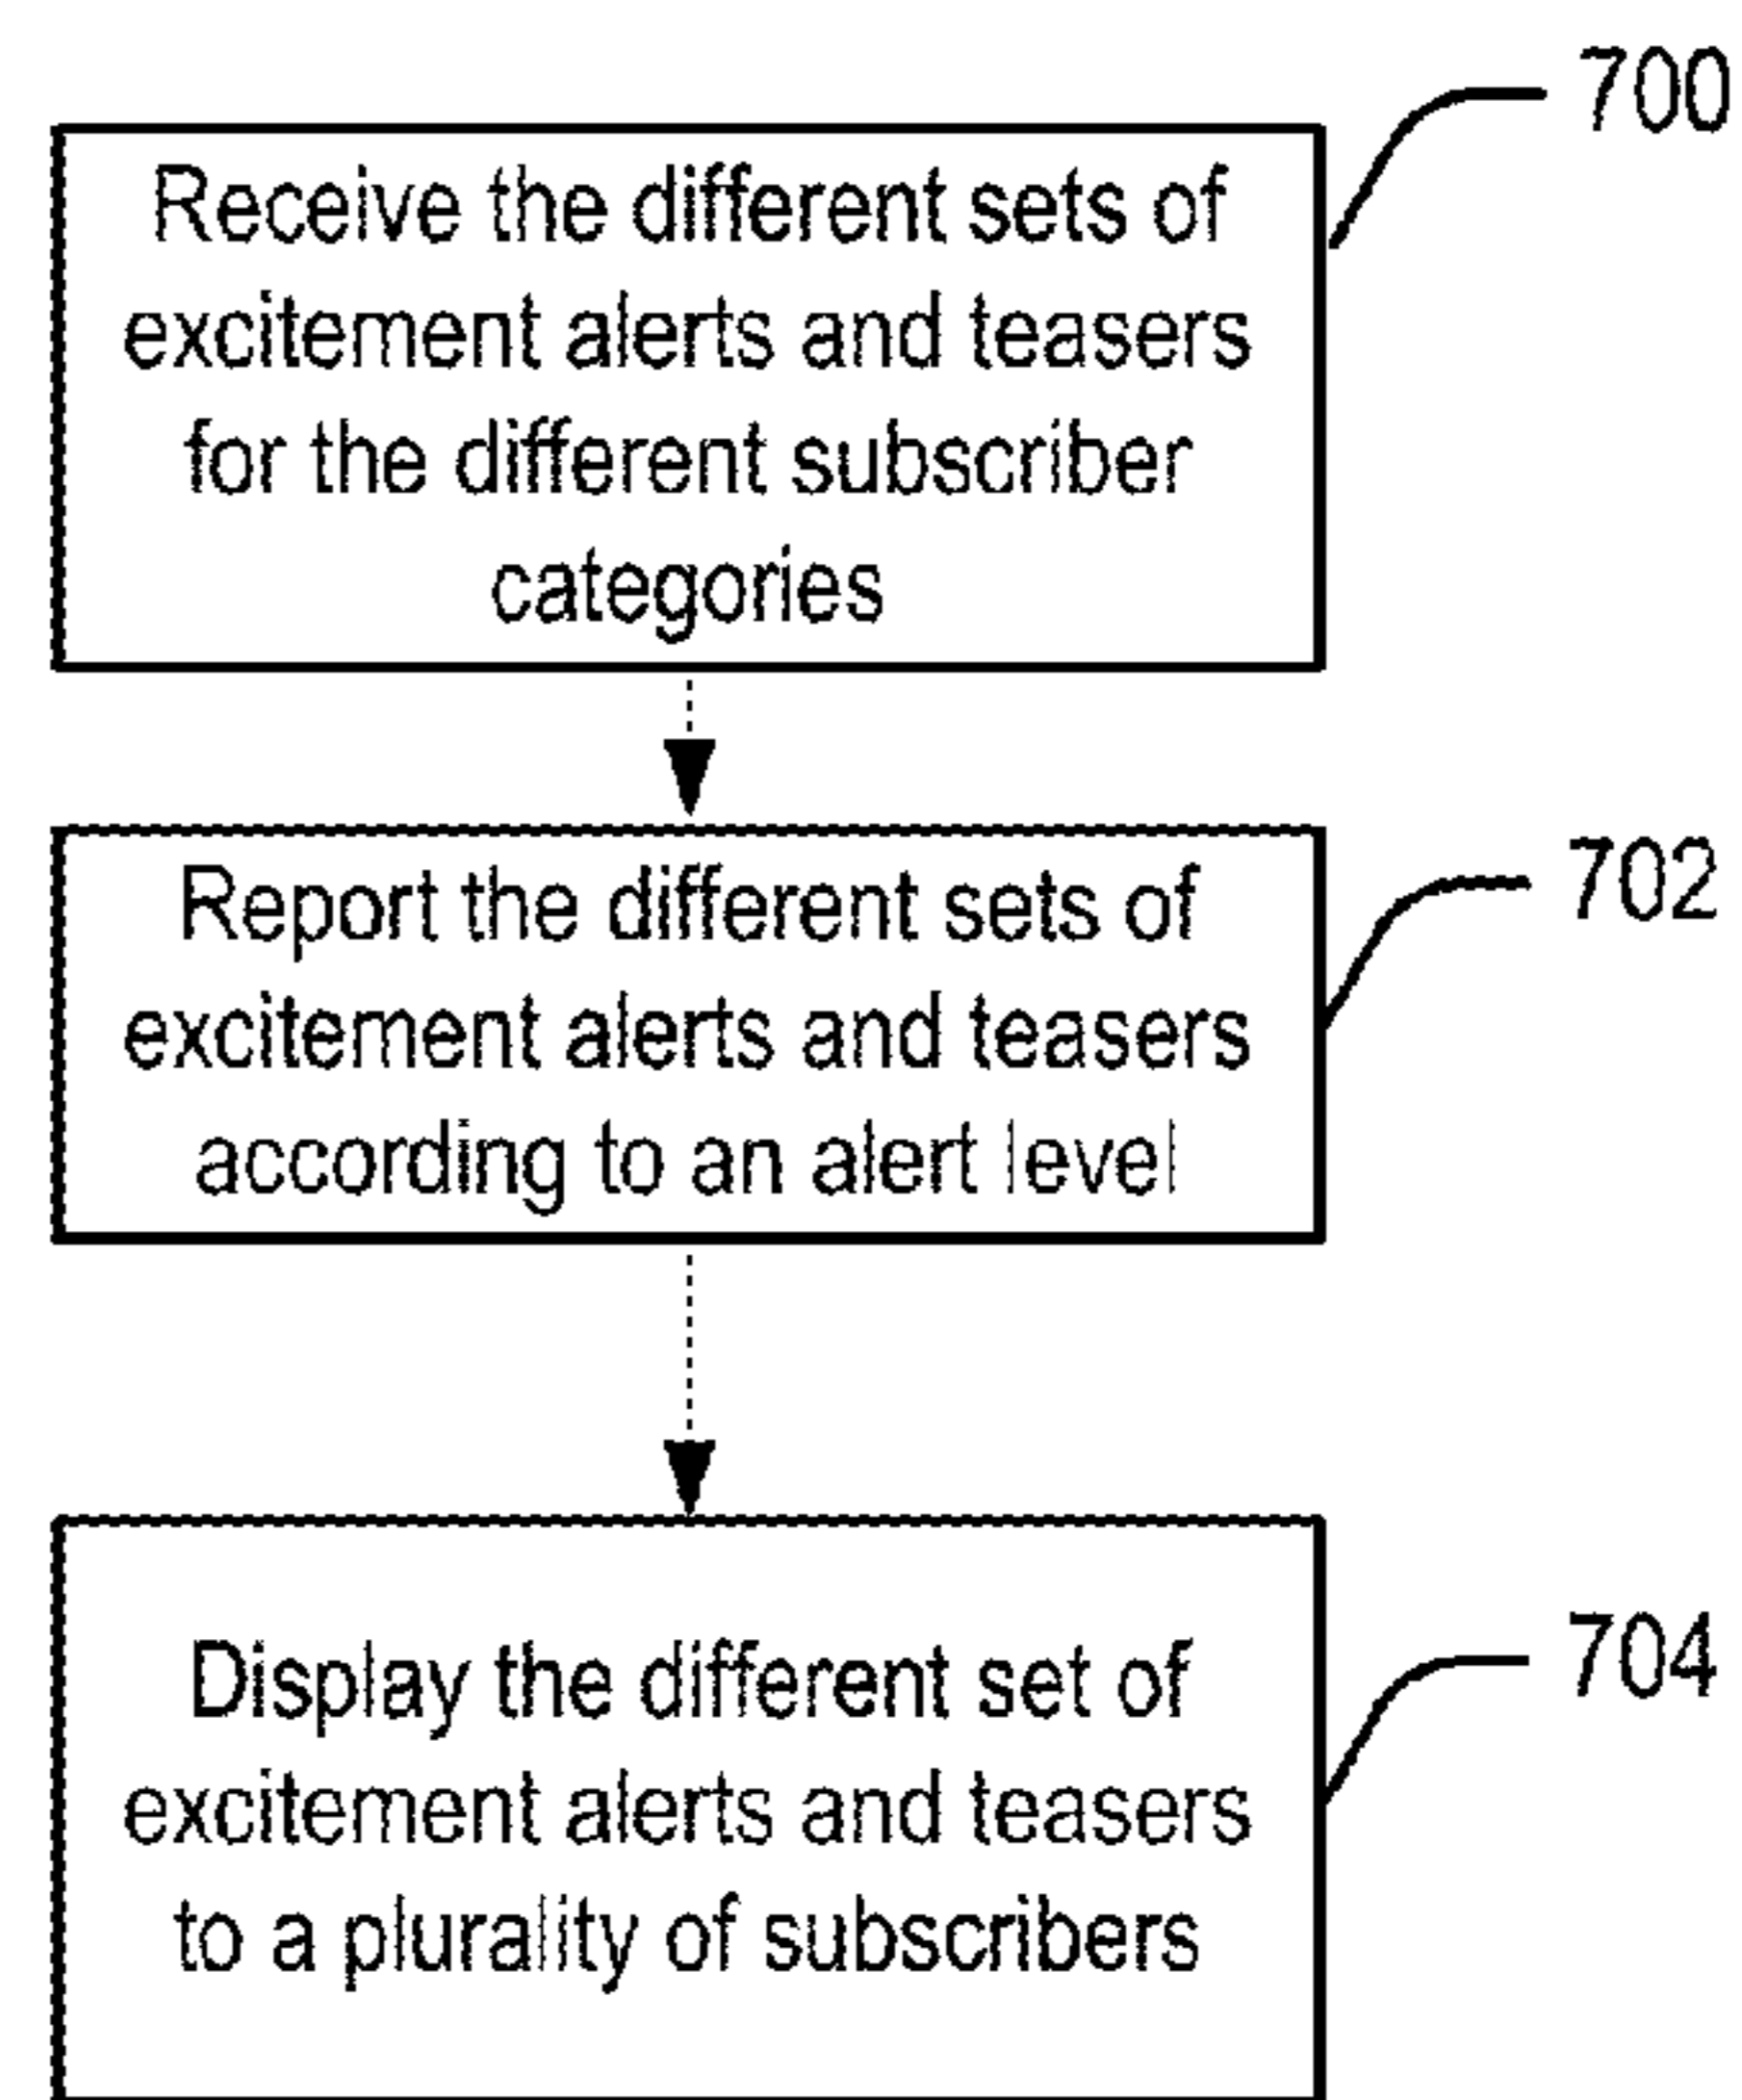 700
Receive the different sets of
excitement alerts and teasers
for the different subscriber
categories
702
Report the different sets of
excitement alerts and teasers
according to an alert level
704
Display the different set of
excitement alerts and teasers
to a plurality of subscribers